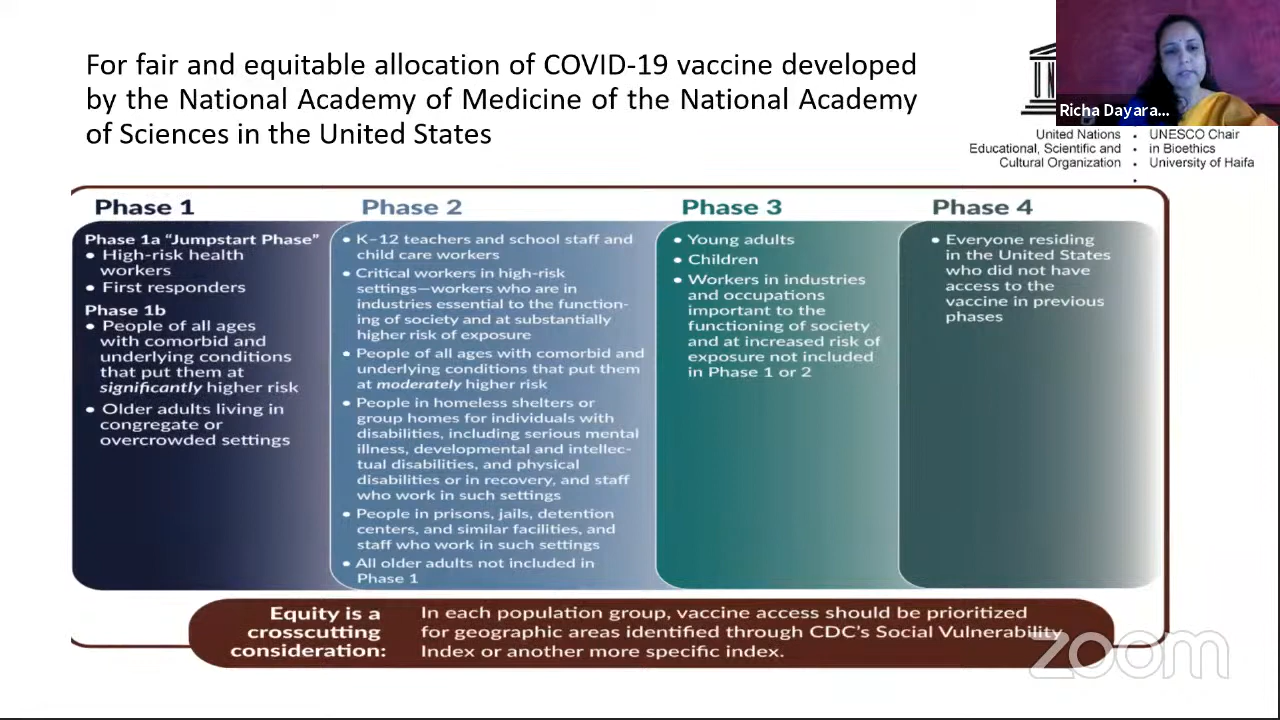 For fair and equitable allocation of COVID-19 vaccine developed
by the National Academy of Medicine of the National Academy
of Sciences in the United States
Richa Dayara...
United Nations
Educational, Scientific and
Cultural Organization
UNESCO Chair
in Bioethics
University of Haifa
Phase 1
Phase 1a "Jumpstart Phase"
• High-risk health
workers
• First responders
Phase 1b
• People of all ages
with comorbid and
underlying conditions
that put them at
significantly higher risk
• Older adults living in
congregate or
overcrowded settings
Phase 2
• K–12 teachers and school staff and
child care workers
• Critical workers in high-risk
settings—workers who are in
industries essential to the function-
ing of society and at substantially
higher risk of exposure
• People of all ages with comorbid and
underlying conditions that put them
at moderately higher risk
• People in homeless shelters or
group homes for individuals with
disabilities, including serious mental
illness, developmental and intellec-
tual disabilities, and physical
disabilities or in recovery, and staff
who work in such settings
• People in prisons, jails, detention
centers, and similar facilities, and
staff who work in such settings
• All older adults not included in
Phase 1
Phase 3
• Young adults
• Children
• Workers in industries
and occupations
important to the
functioning of society
and at increased risk of
exposure not included
in Phase 1 or 2
Phase 4
• Everyone residing
in the United States
who did not have
access to the
vaccine in previous
phases
Equity is a
crosscutting
consideration:
In each population group, vaccine access should be prioritized
for geographic areas identified through CDC's Social Vulnerability
Index or another more specific index.
zoom